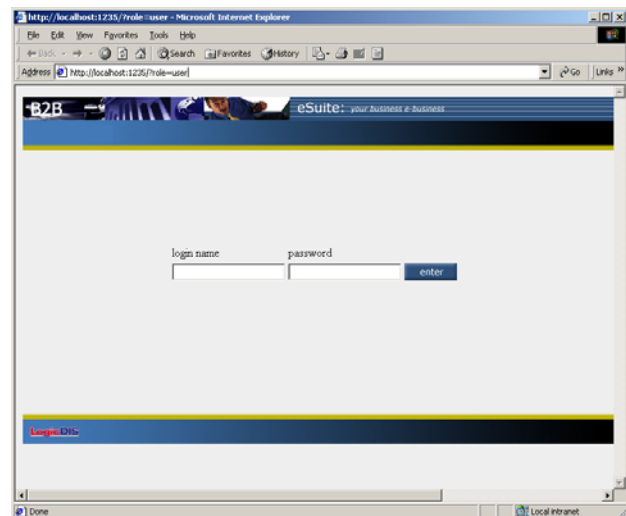 http://localhost:1235/?role=user - Microsoft Internet Explorer
File Edit View Favorites Tools Help
Back Search Favorites History
Address http://localhost:1235/?role=user Go Links »
B2B eSuite: your business e-business
login name password
enter
LogicDIS
Done Local intranet